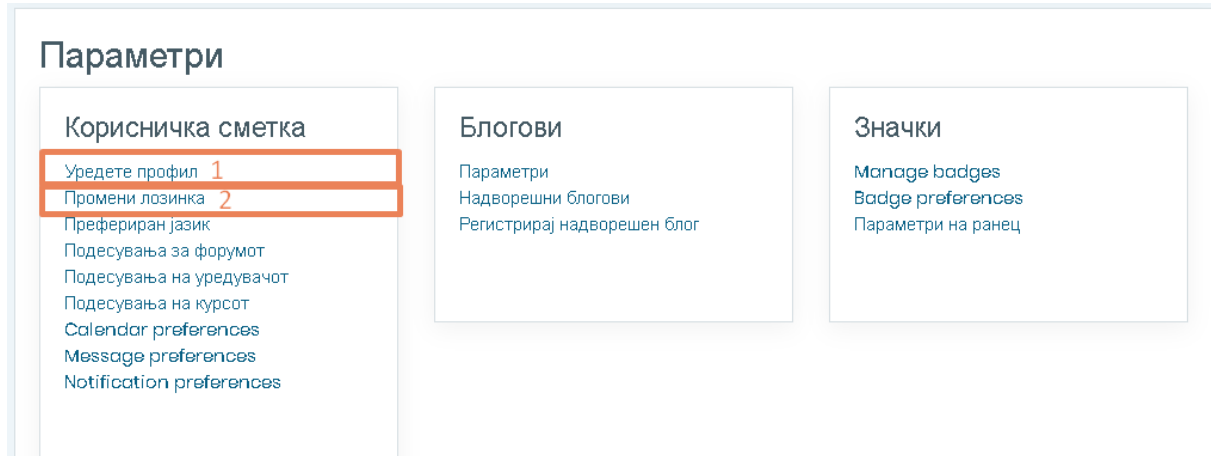 Параметри
Корисничка сметка
Уредете профил 1
Промени лозинка 2
Префериран јазик
Подесувања за форумот
Подесувања на уредувачот
Подесувања на курсот
Calendar preferences
Message preferences
Notification preferences
Блогови
Параметри
Надворешни блогови
Регистрирај надворешен блог
Значки
Manage badges
Badge preferences
Параметри на ранец